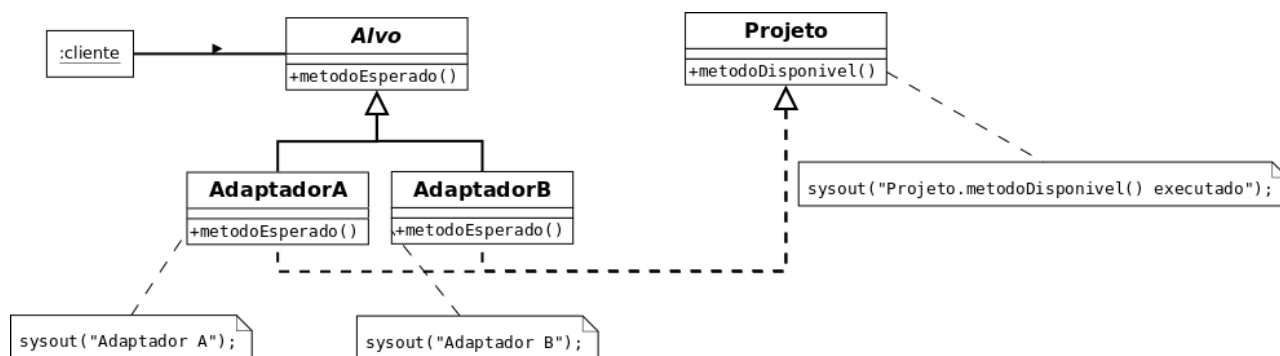 :cliente
Alvo
+metodoEsperado()
Projeto
+metodoDisponivel()
AdaptadorA
+metodoEsperado()
AdaptadorB
+metodoEsperado()
sysout("Projeto.metodoDisponivel() executado");
sysout("Adaptador A");
sysout("Adaptador B");